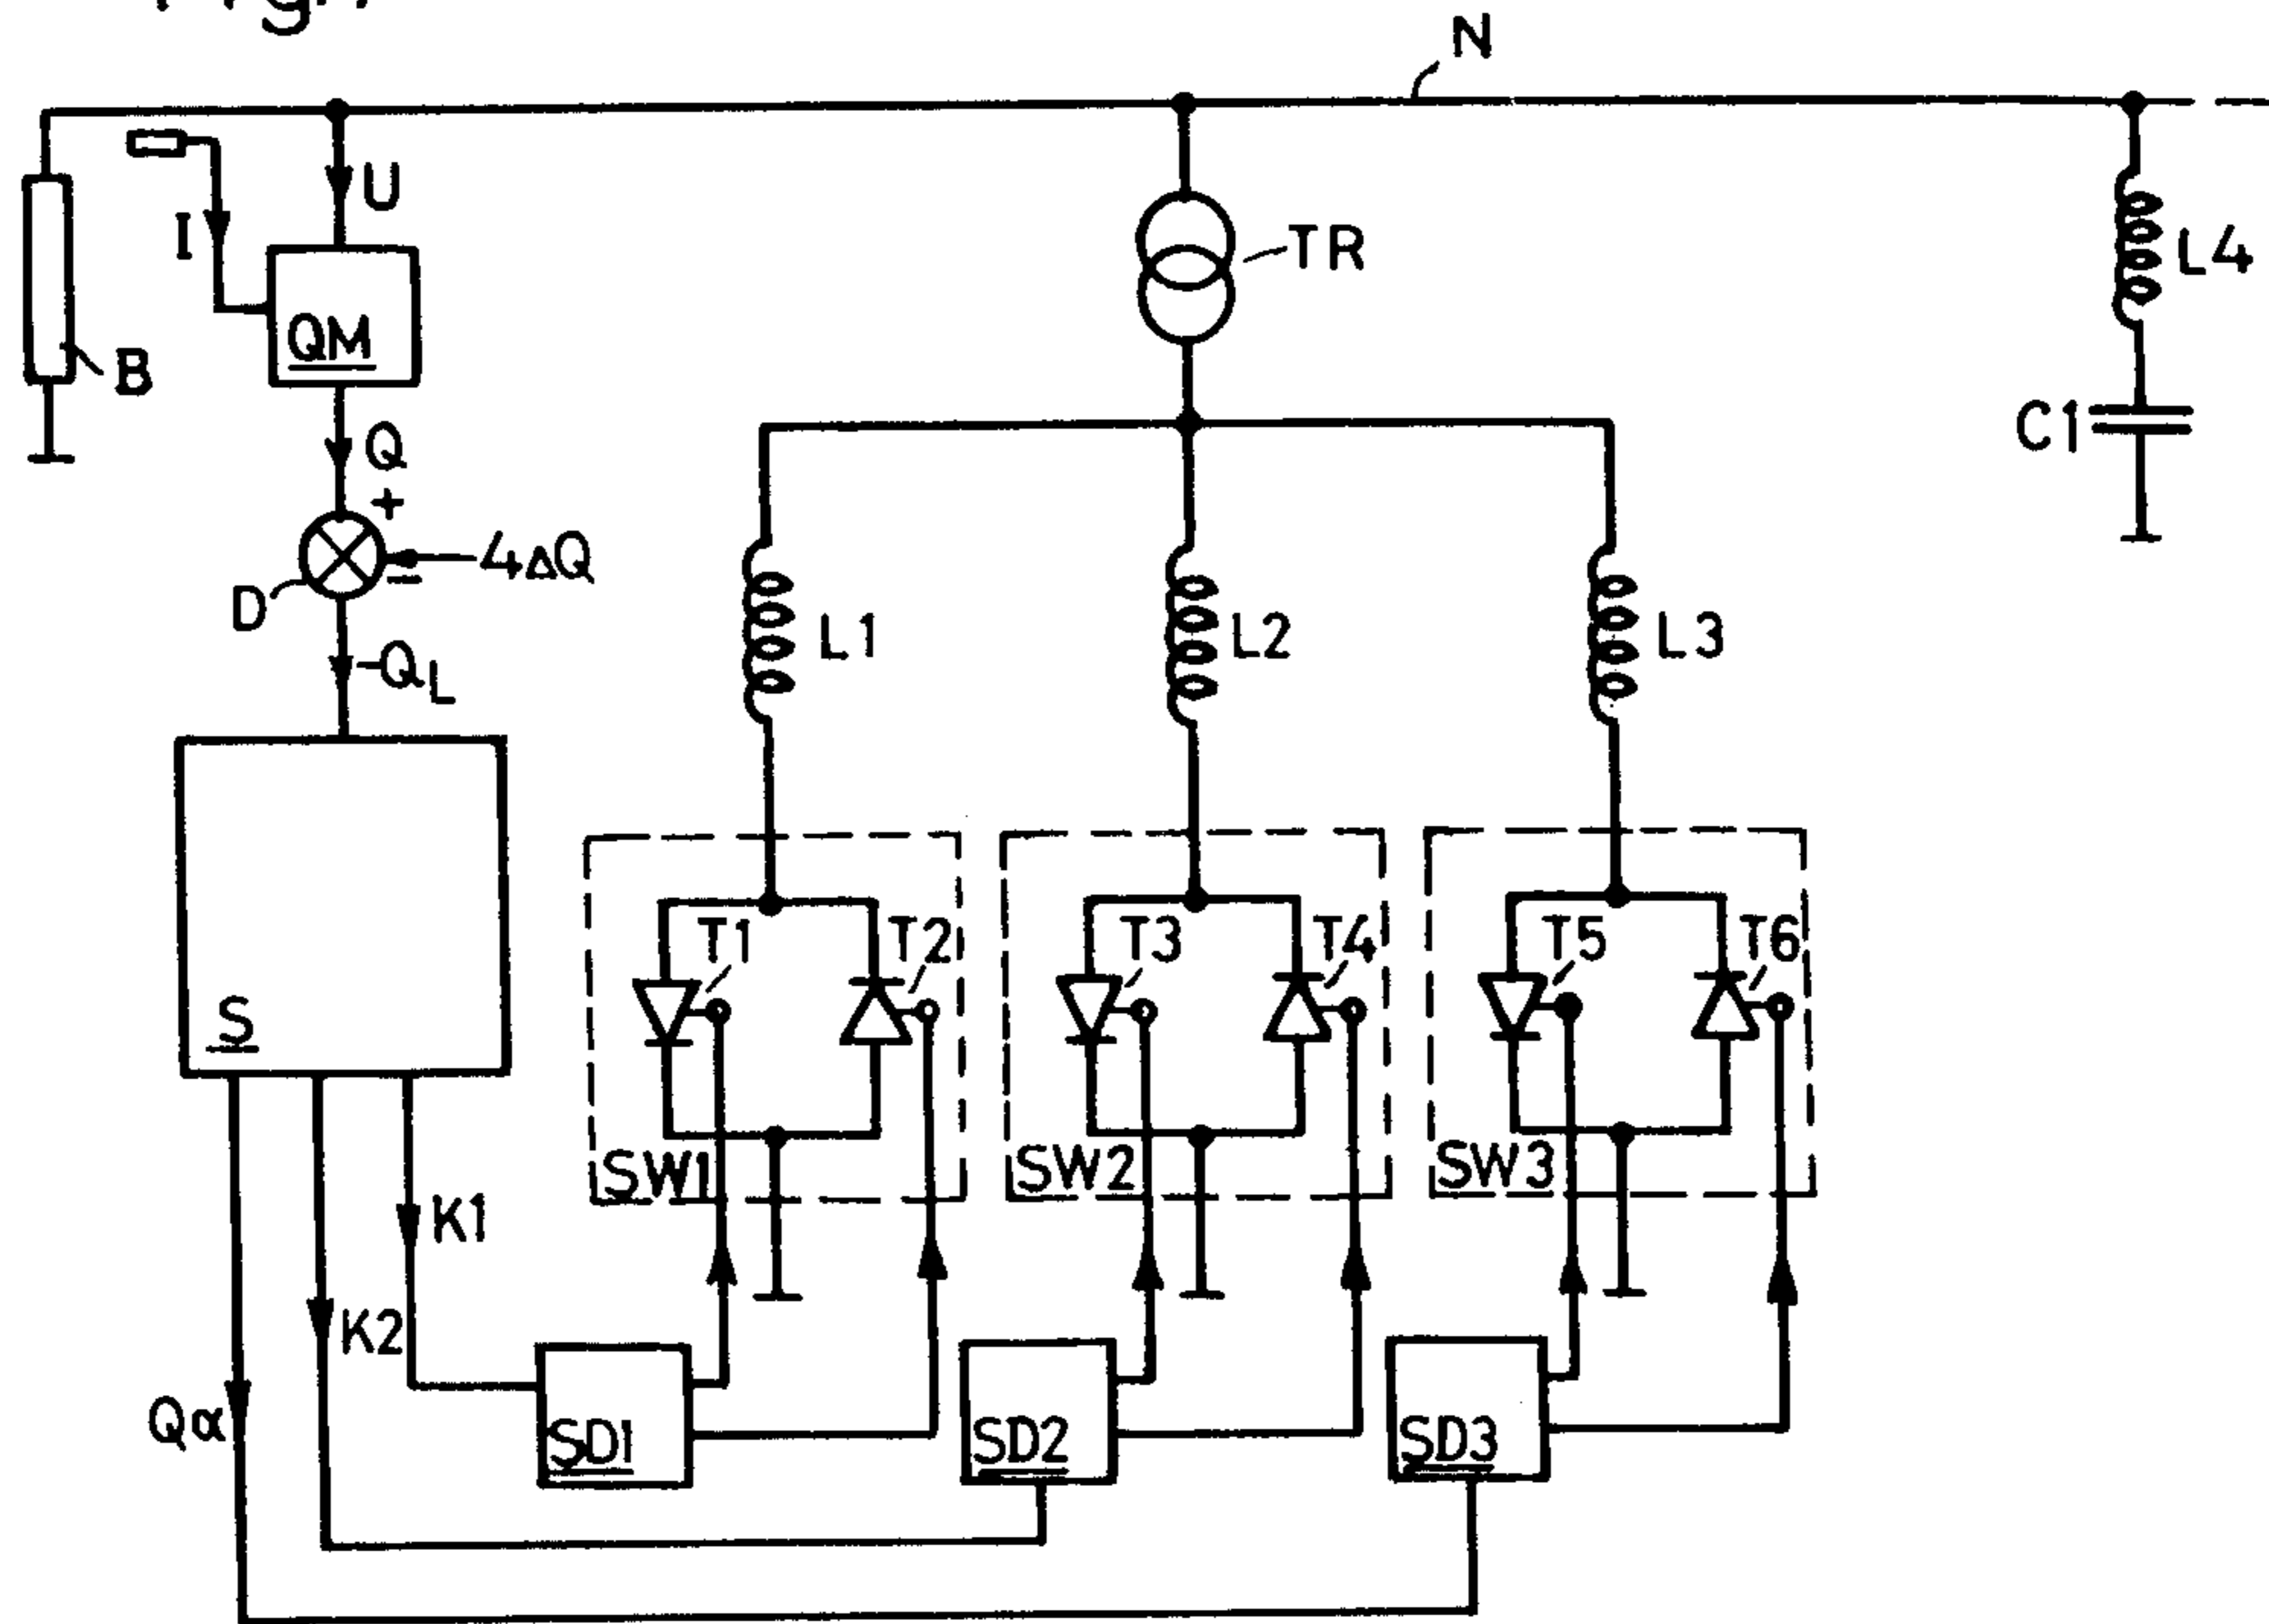 N
U
I
TR
L4
QM
B
C1
Q
+
4ΔQ
−
D
L1
L2
L3
-QL
T1
T2
T3
T4
T5
T6
S
SW1
SW2
SW3
K1
K2
Qα
SD1
SD2
SD3